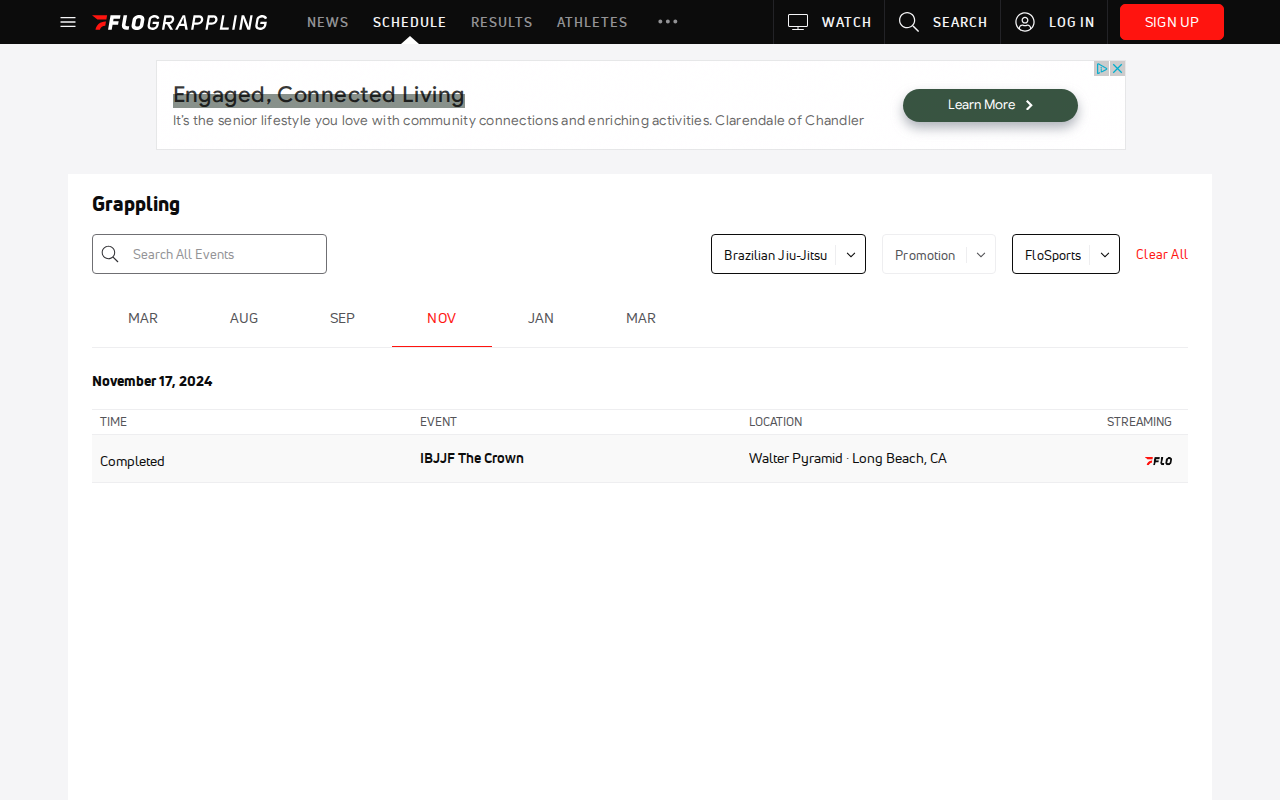 FLOGRAPPLING NEWS SCHEDULE RESULTS ATHLETES WATCH SEARCH LOG IN SIGN UP
Engaged, Connected Living
It's the senior lifestyle you love with community connections and enriching activities. Clarendale of Chandler
Learn More
Grappling
Search All Events Brazilian Jiu-Jitsu Promotion FloSports Clear All
MAR AUG SEP NOV JAN MAR
November 17, 2024
TIME EVENT LOCATION STREAMING
Completed IBJJF The Crown Walter Pyramid · Long Beach, CA FLO